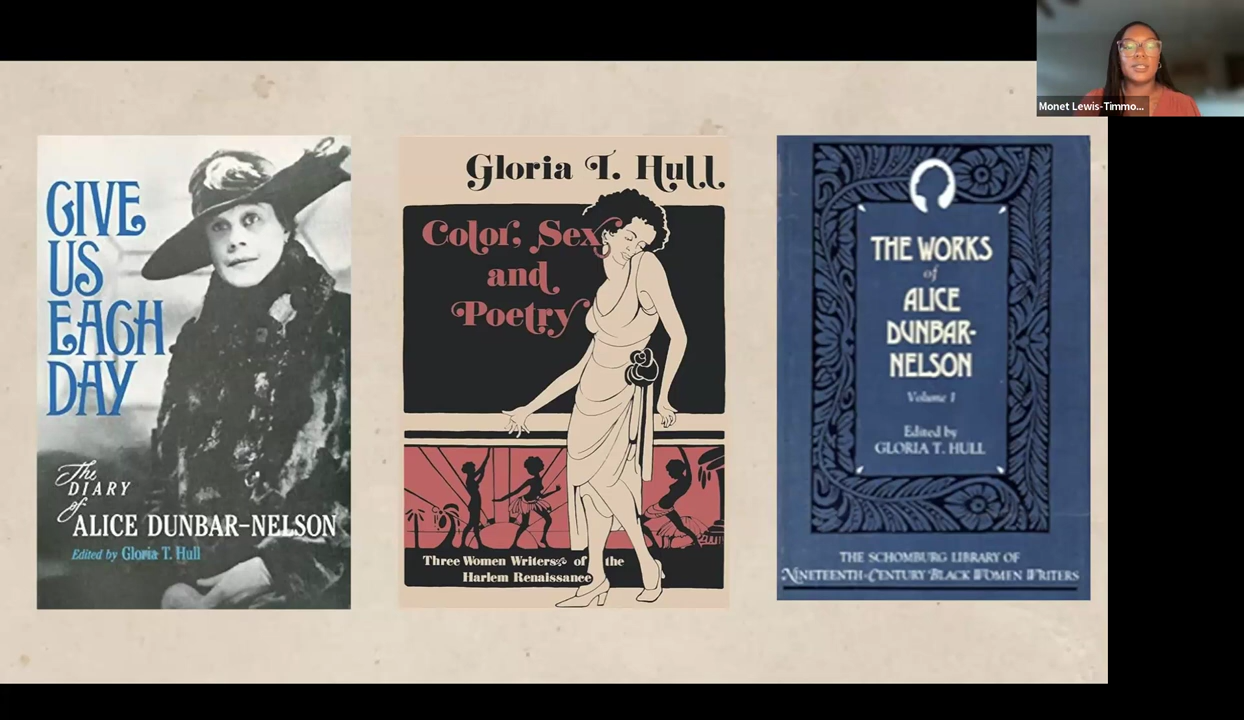 Monet Lewis-Timmo...
GIVE
US
EACH
DAY
The
DIARY
of
ALICE DUNBAR-NELSON
Edited by Gloria T. Hull
Gloria T. Hull
Color, Sex,
and
Poetry
Three Women Writers of the
Harlem Renaissance
THE WORKS
of
ALICE
DUNBAR-
NELSON
Volume 1
Edited by
GLORIA T. HULL
THE SCHOMBURG LIBRARY OF
NINETEENTH-CENTURY BLACK WOMEN WRITERS